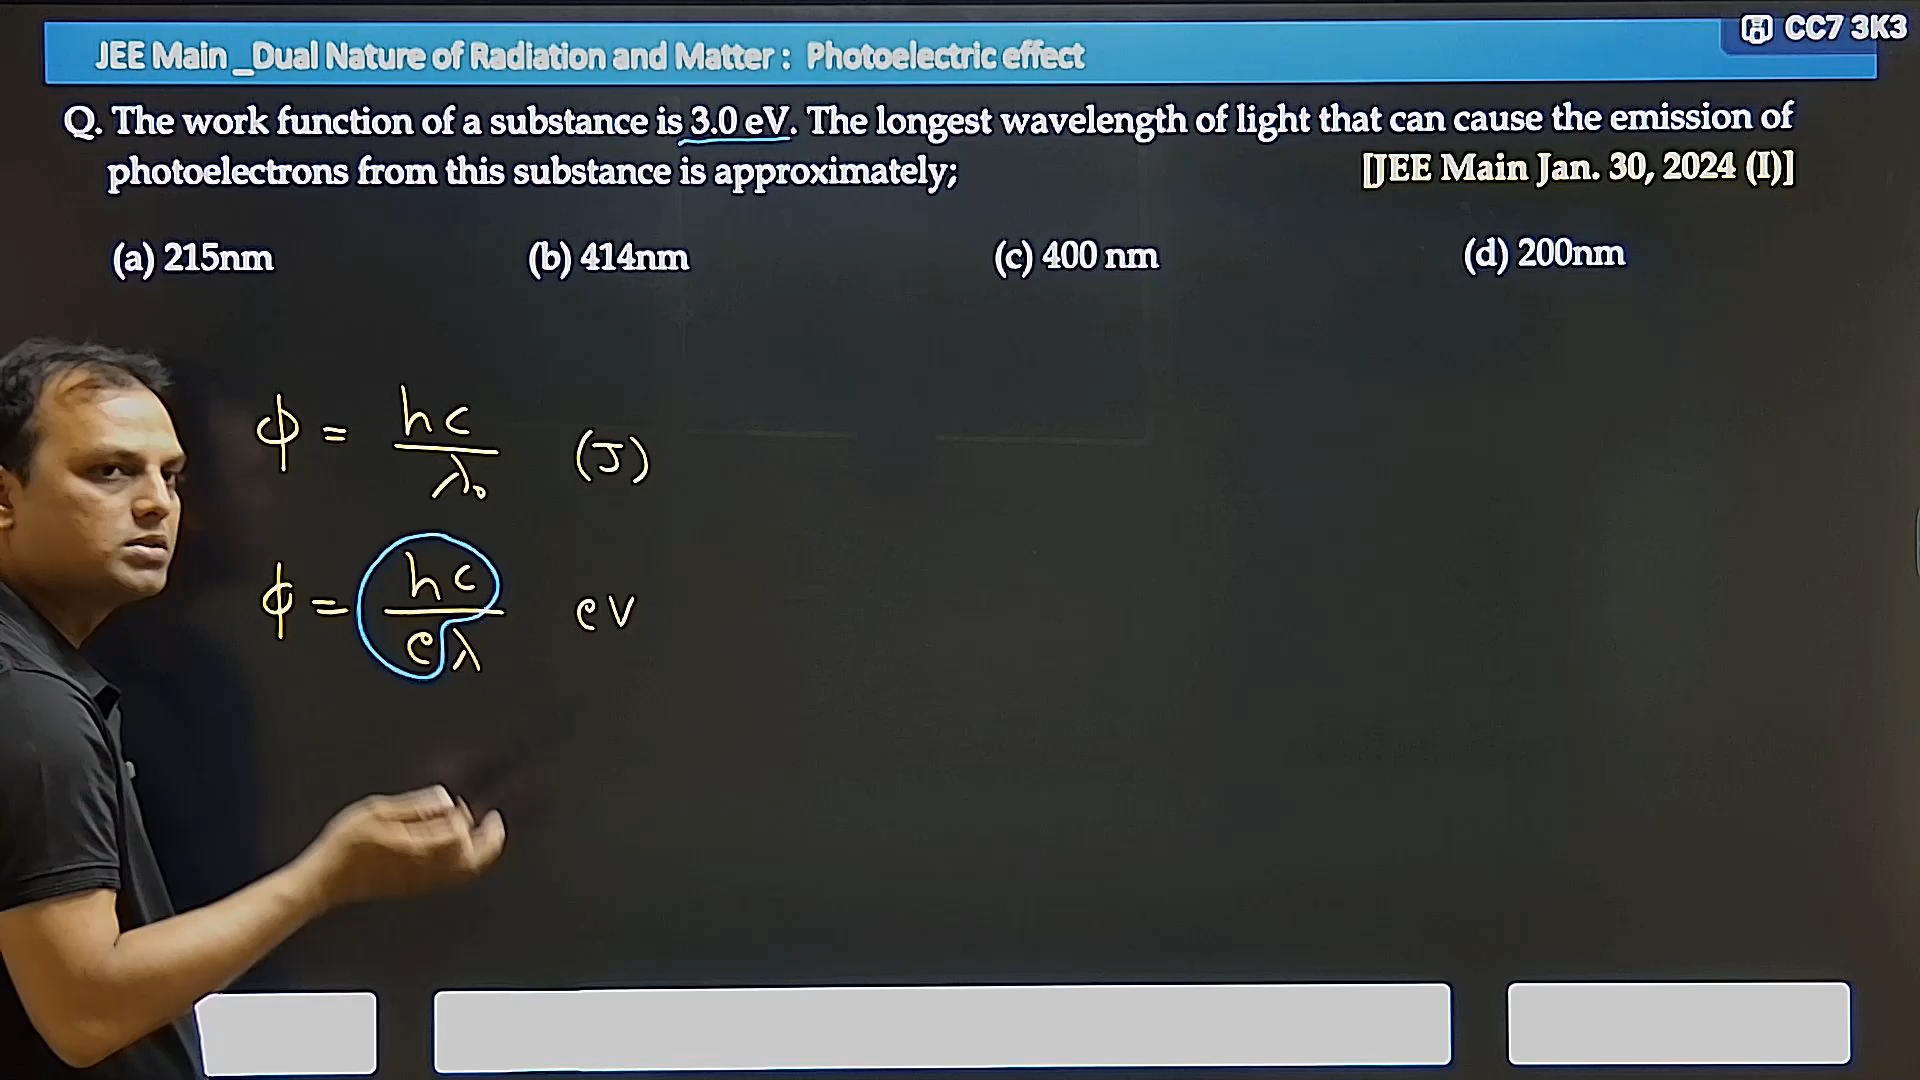 CC7 3K3
JEE Main _Dual Nature of Radiation and Matter : Photoelectric effect
Q. The work function of a substance is 3.0 eV. The longest wavelength of light that can cause the emission of
photoelectrons from this substance is approximately;
[JEE Main Jan. 30, 2024 (I)]
(a) 215nm (b) 414nm (c) 400 nm (d) 200nm
ϕ = hc/λ₀ (J)
ϕ = hc/eλ eV